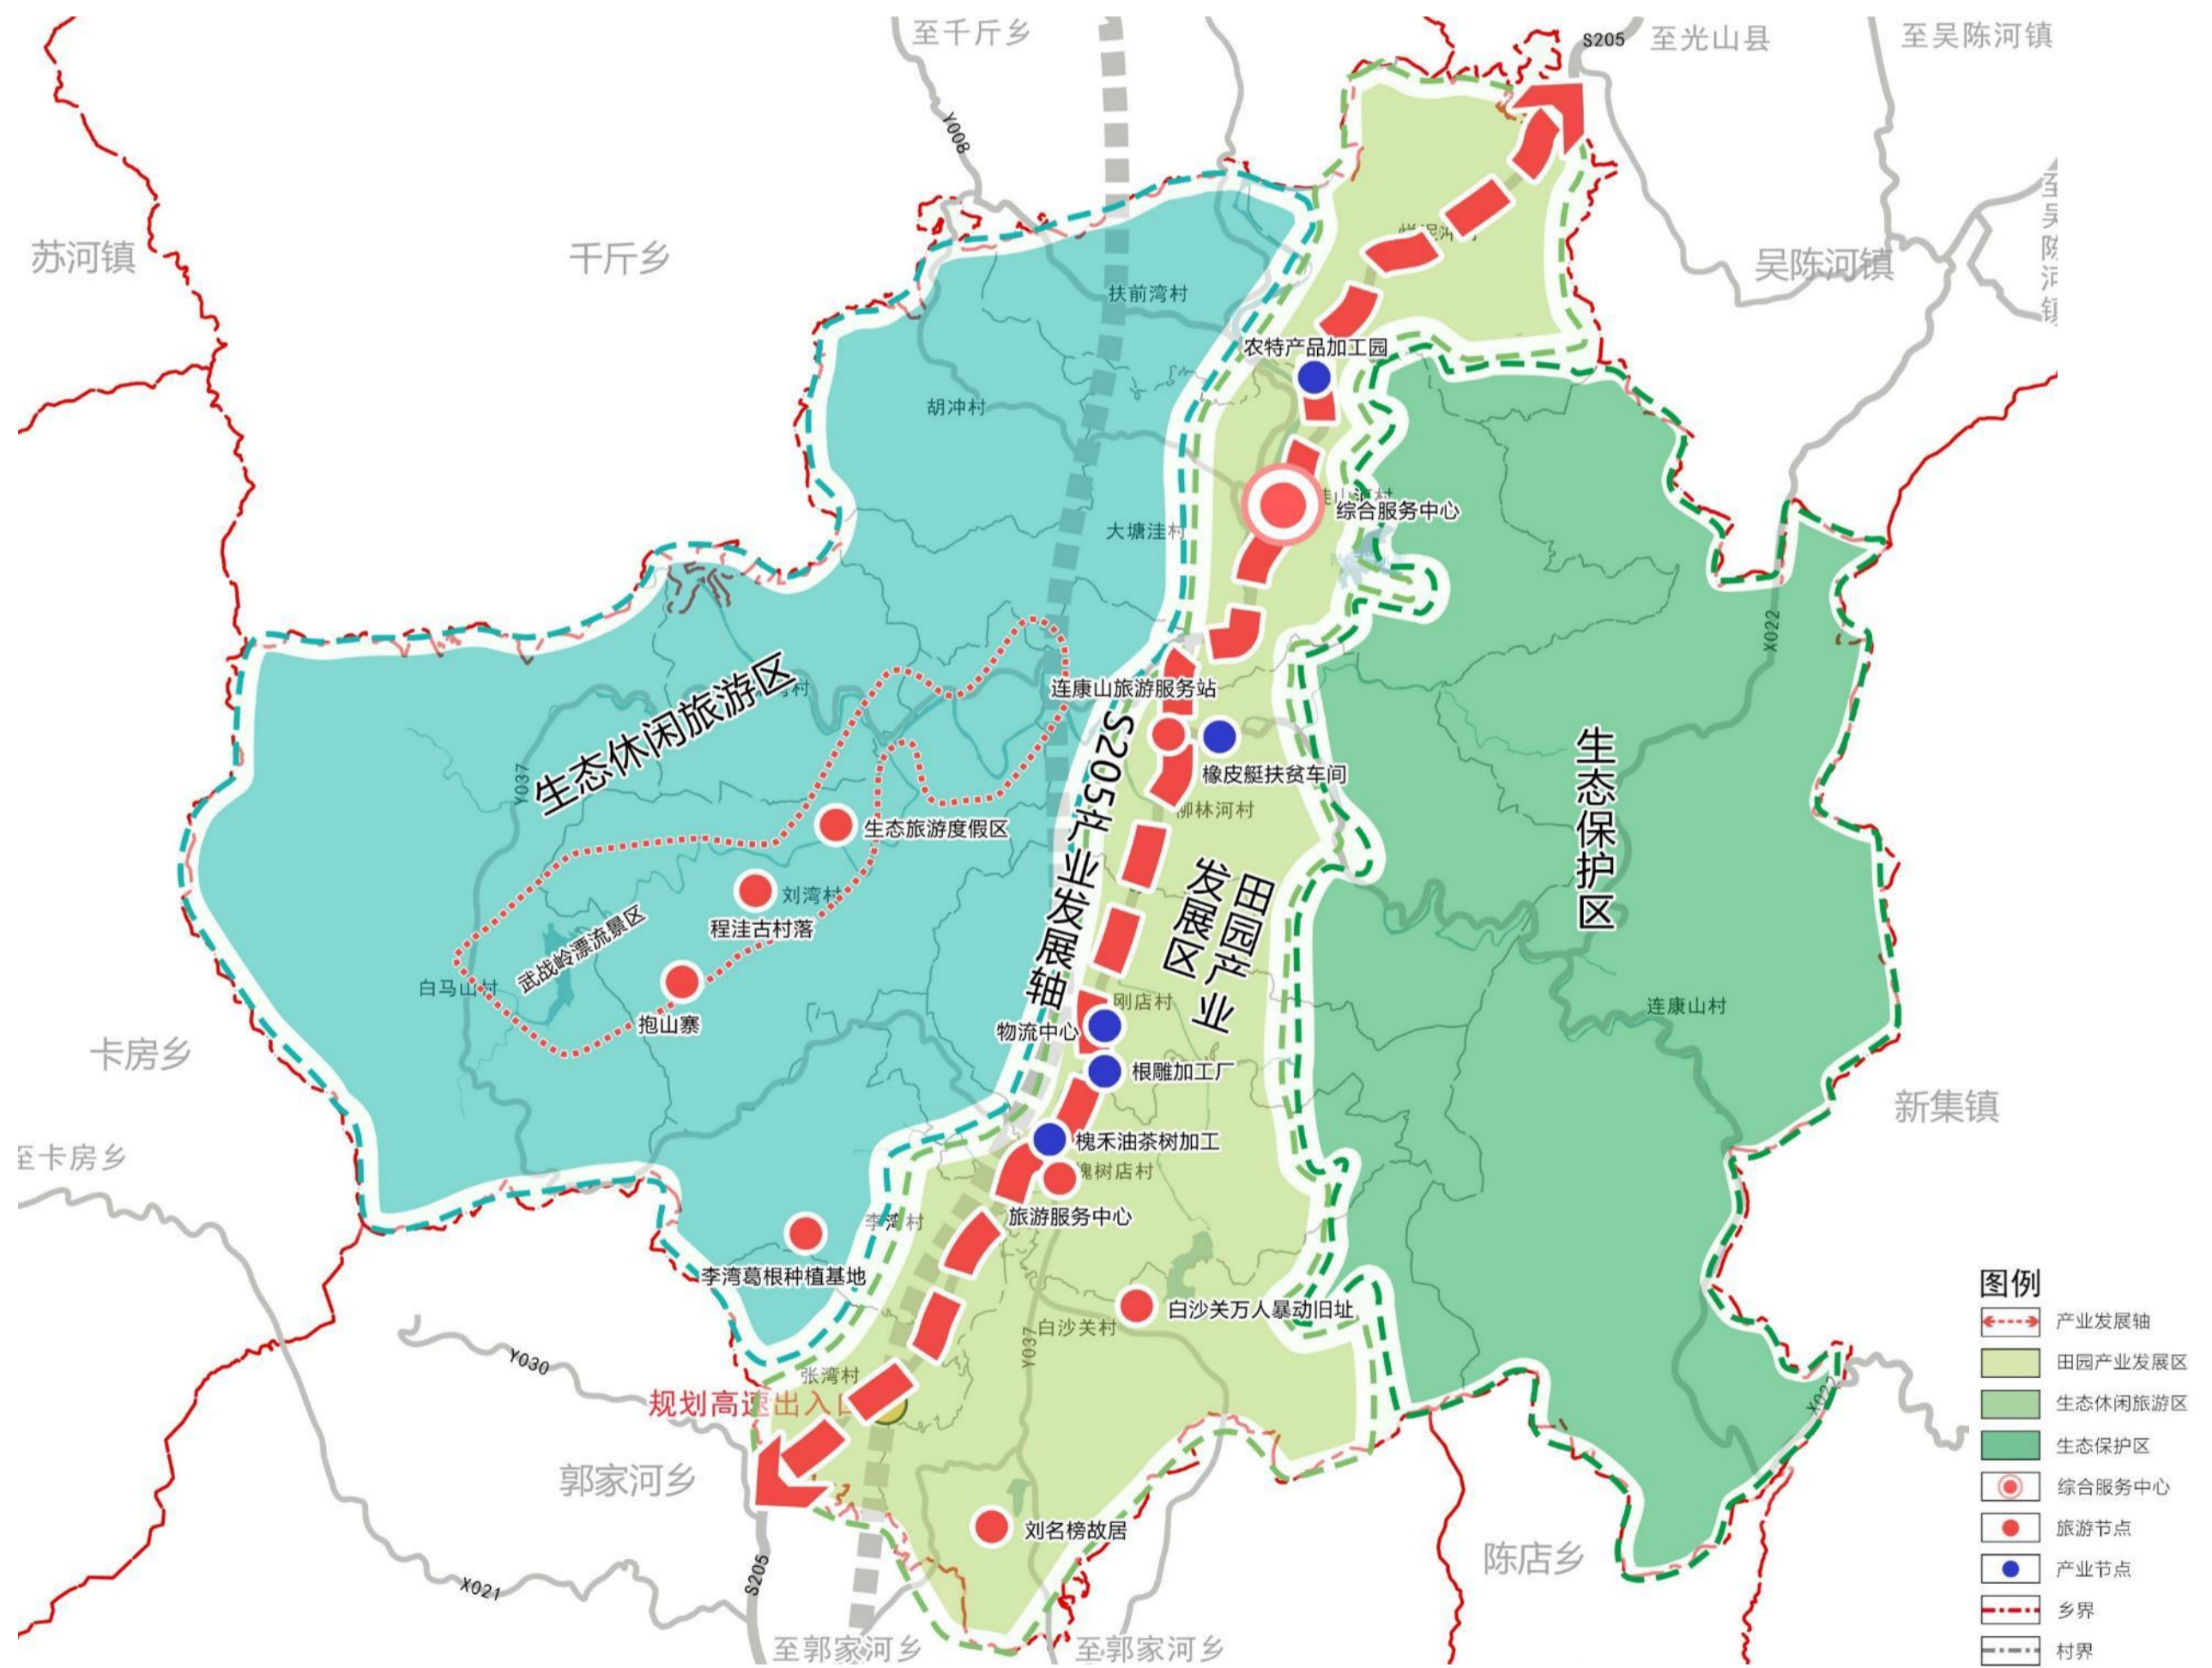 至千斤乡
S205
至光山县
至吴陈河镇
Y008
至吴陈河镇
苏河镇
千斤乡
吴陈河镇
扶前湾村
农特产品加工园
胡冲村
综合服务中心
大塘洼村
X022
生态休闲旅游区
连康山旅游服务站
S205产业发展轴
橡皮艇扶贫车间
柳林河村
生态保护区
Y037
生态旅游度假区
田园产业
发展区
刘湾村
程洼古村落
武战岭漂流景区
白马山村
抱山寨
刚店村
物流中心
连康山村
根雕加工厂
卡房乡
新集镇
槐禾油茶树加工
至卡房乡
槐树店村
李湾村
旅游服务中心
李湾葛根种植基地
白沙关万人暴动旧址
白沙关村
Y037
Y030
张湾村
规划高速出入口
X022
郭家河乡
刘名榜故居
陈店乡
X021
S205
至郭家河乡
至郭家河乡
图例
产业发展轴
田园产业发展区
生态休闲旅游区
生态保护区
综合服务中心
旅游节点
产业节点
乡界
村界